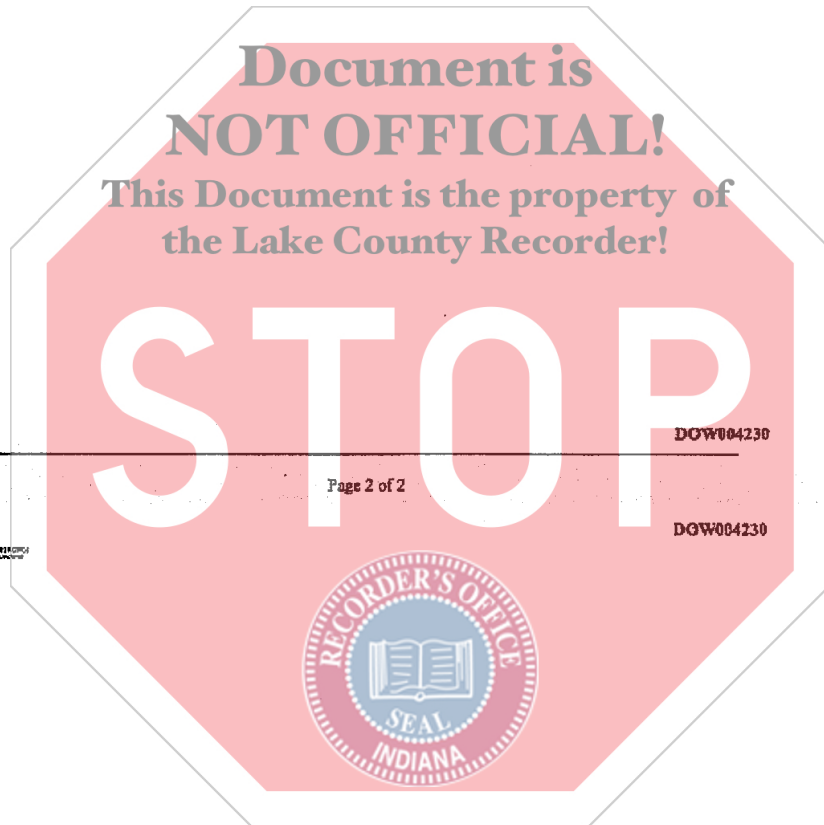 Document is
NOT OFFICIAL!
This Document is the property of
the Lake County Recorder!
STOP
DOW004230
Page 2 of 2
DOW004230
RECORDER'S OFFICE
SEAL
INDIANA